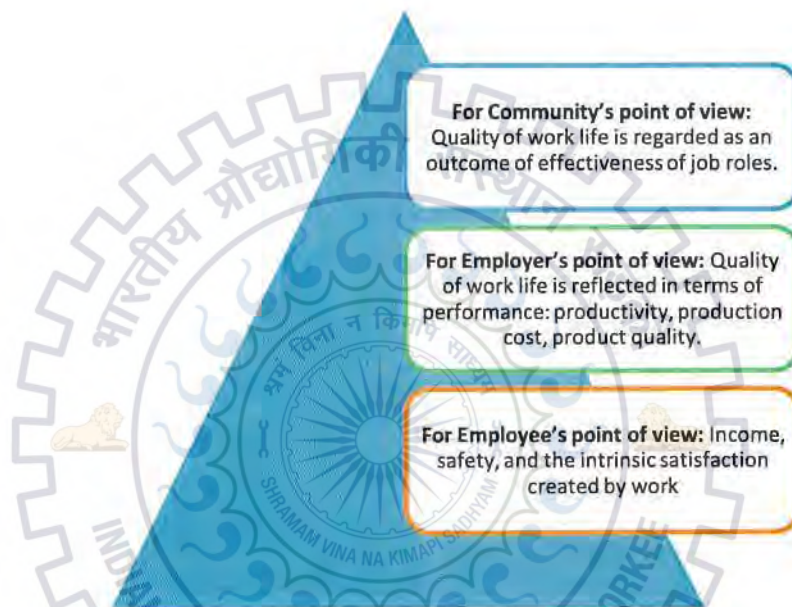 For Community's point of view:
Quality of work life is regarded as an
outcome of effectiveness of job roles.
For Employer's point of view: Quality
of work life is reflected in terms of
performance: productivity, production
cost, product quality.
For Employee's point of view: Income,
safety, and the intrinsic satisfaction
created by work
भारतीय प्रौद्योगिकी संस्थान
श्रमं विना न किमपि साध्यम्
SHRAMAM VINA NA KIMAPI SADHYAM